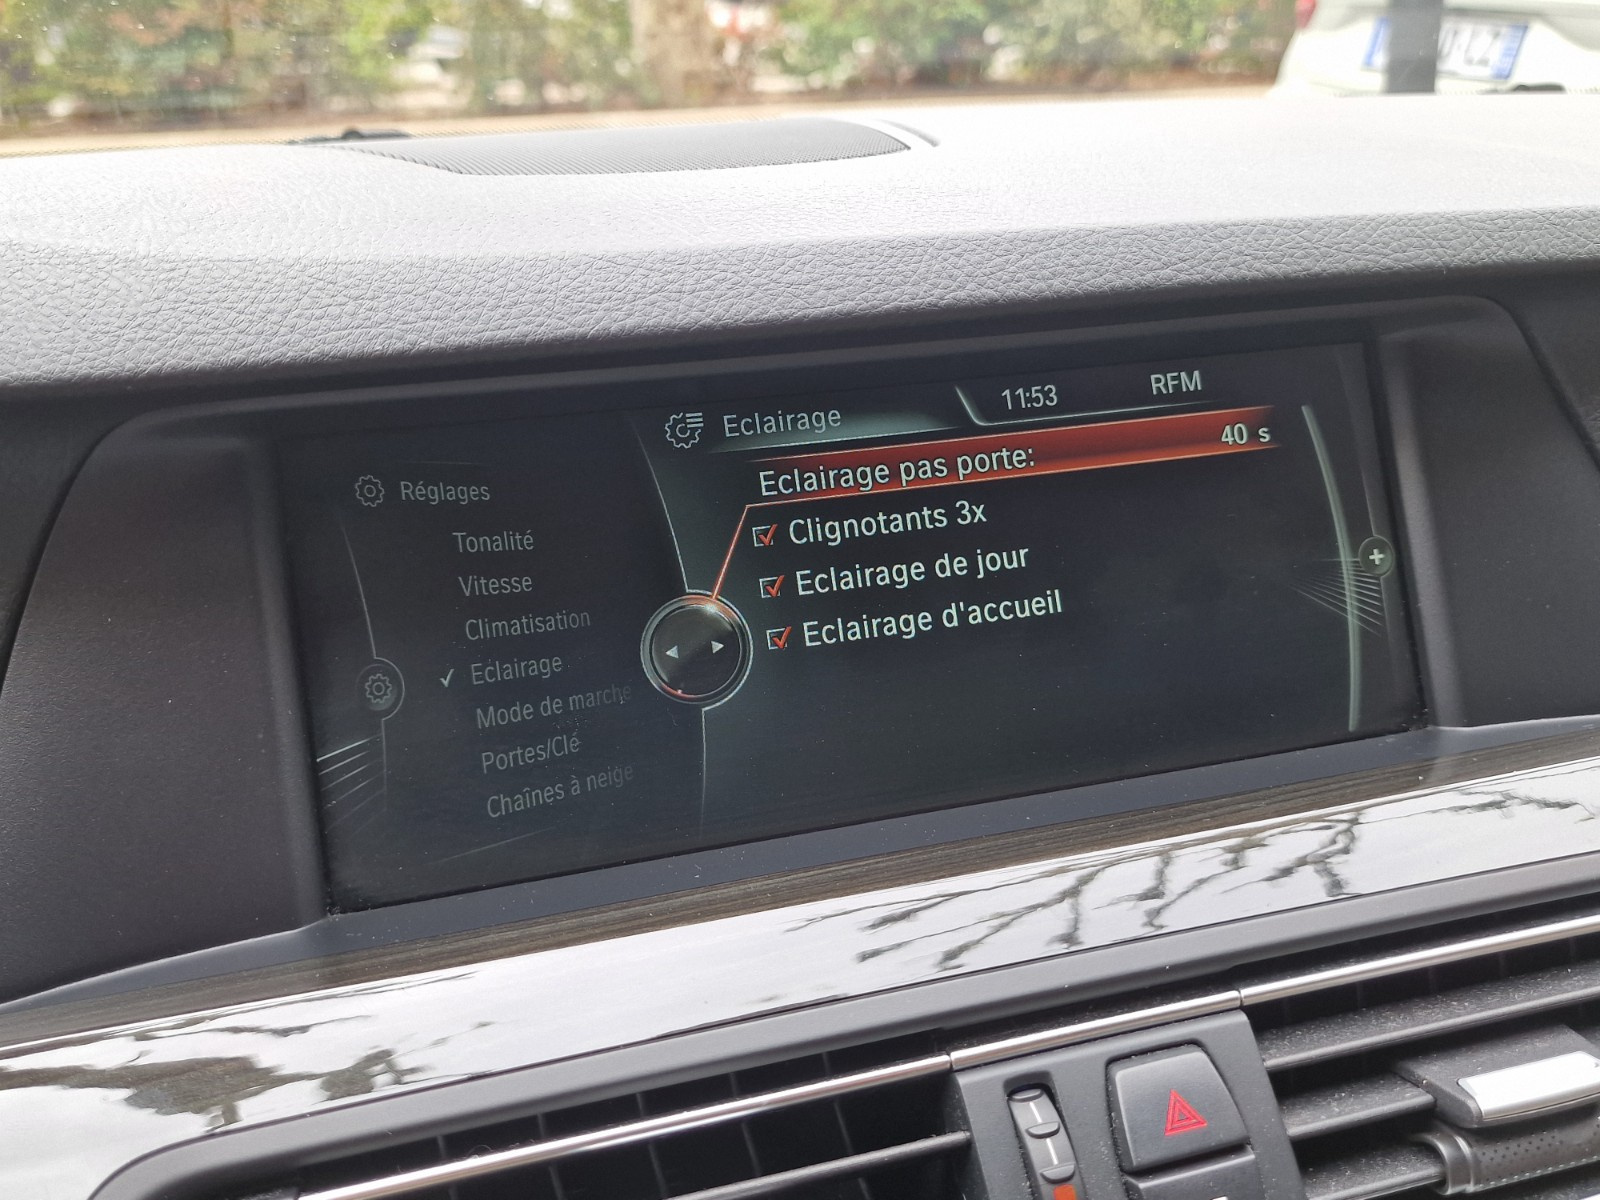 Eclairage
11:53
RFM
Réglages
Tonalité
Vitesse
Climatisation
✓ Eclairage
Mode de marche
Portes/Clé
Chaînes à neige
Eclairage pas porte: 40 s
Clignotants 3x
Eclairage de jour
Eclairage d'accueil